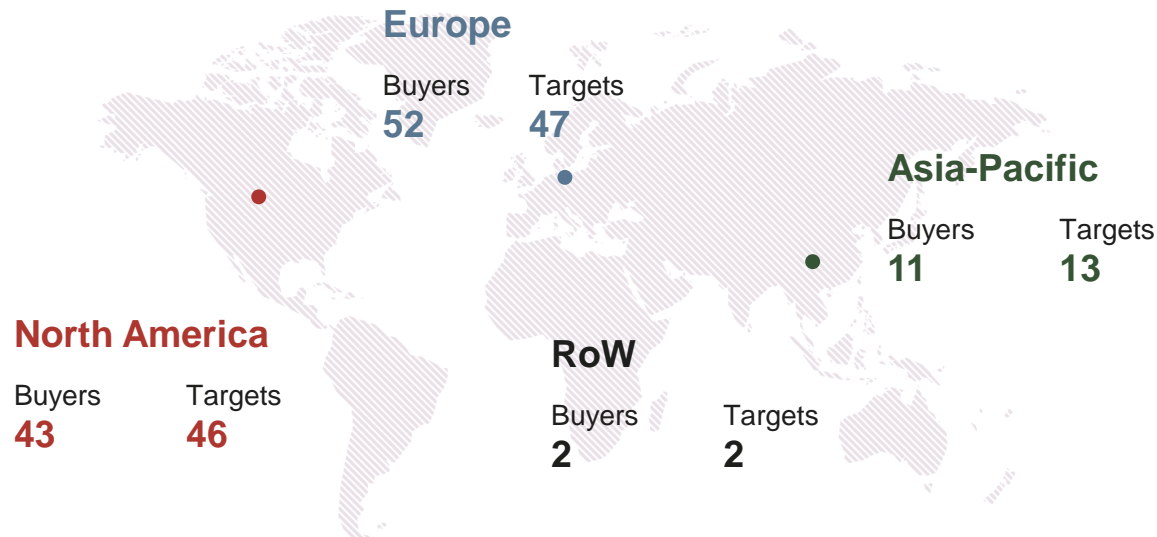 Europe
Buyers Targets
52 47
Asia-Pacific
Buyers Targets
11 13
North America
Buyers Targets
43 46
RoW
Buyers Targets
2 2